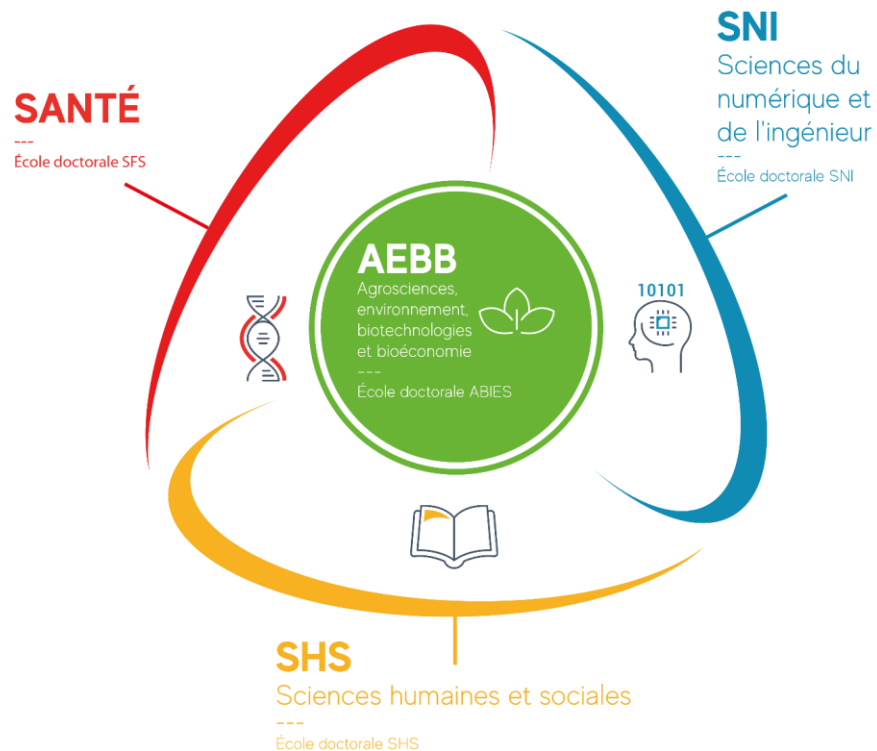 SANTÉ
---
École doctorale SFS
SNI
Sciences du
numérique et
de l'ingénieur
---
École doctorale SNI
AEBB
Agrosciences,
environnement,
biotechnologies
et bioéconomie
---
École doctorale ABIES
10101
SHS
Sciences humaines et sociales
---
École doctorale SHS